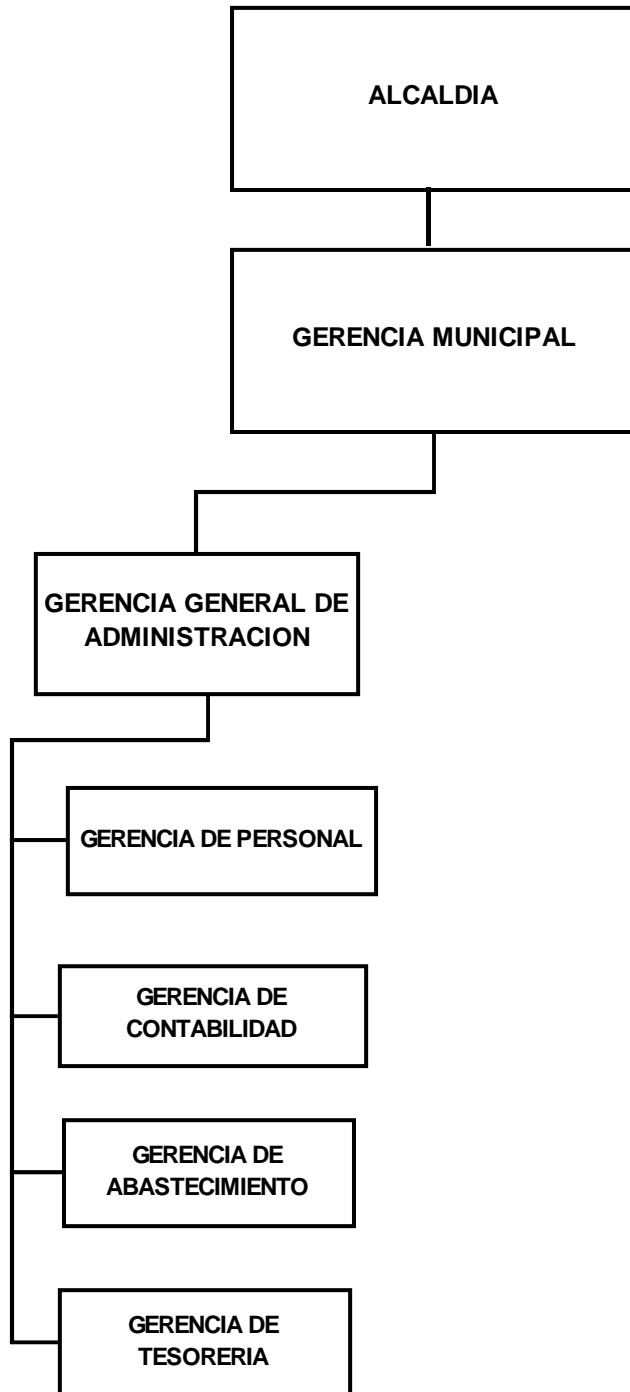 ALCALDIA
GERENCIA MUNICIPAL
GERENCIA GENERAL DE
ADMINISTRACION
GERENCIA DE PERSONAL
GERENCIA DE
CONTABILIDAD
GERENCIA DE
ABASTECIMIENTO
GERENCIA DE
TESORERIA